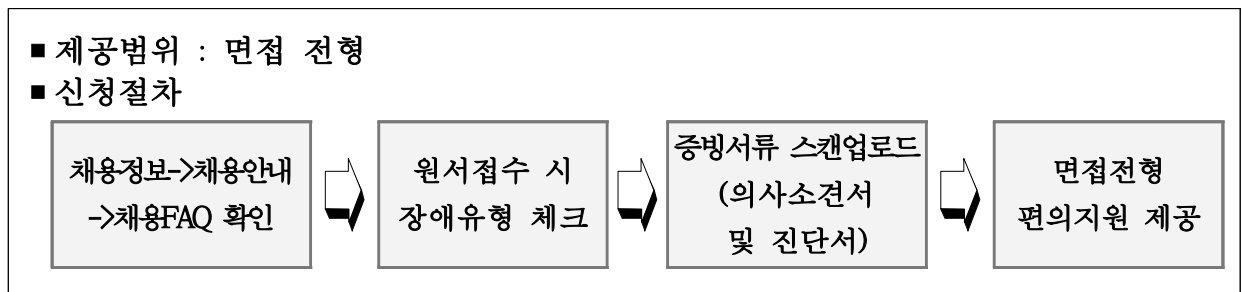 ■ 제공범위 : 면접 전형
■ 신청절차
채용정보->채용안내
->채용FAQ 확인
원서접수 시
장애유형 체크
증빙서류 스캔업로드
(의사소견서
및 진단서)
면접전형
편의지원 제공